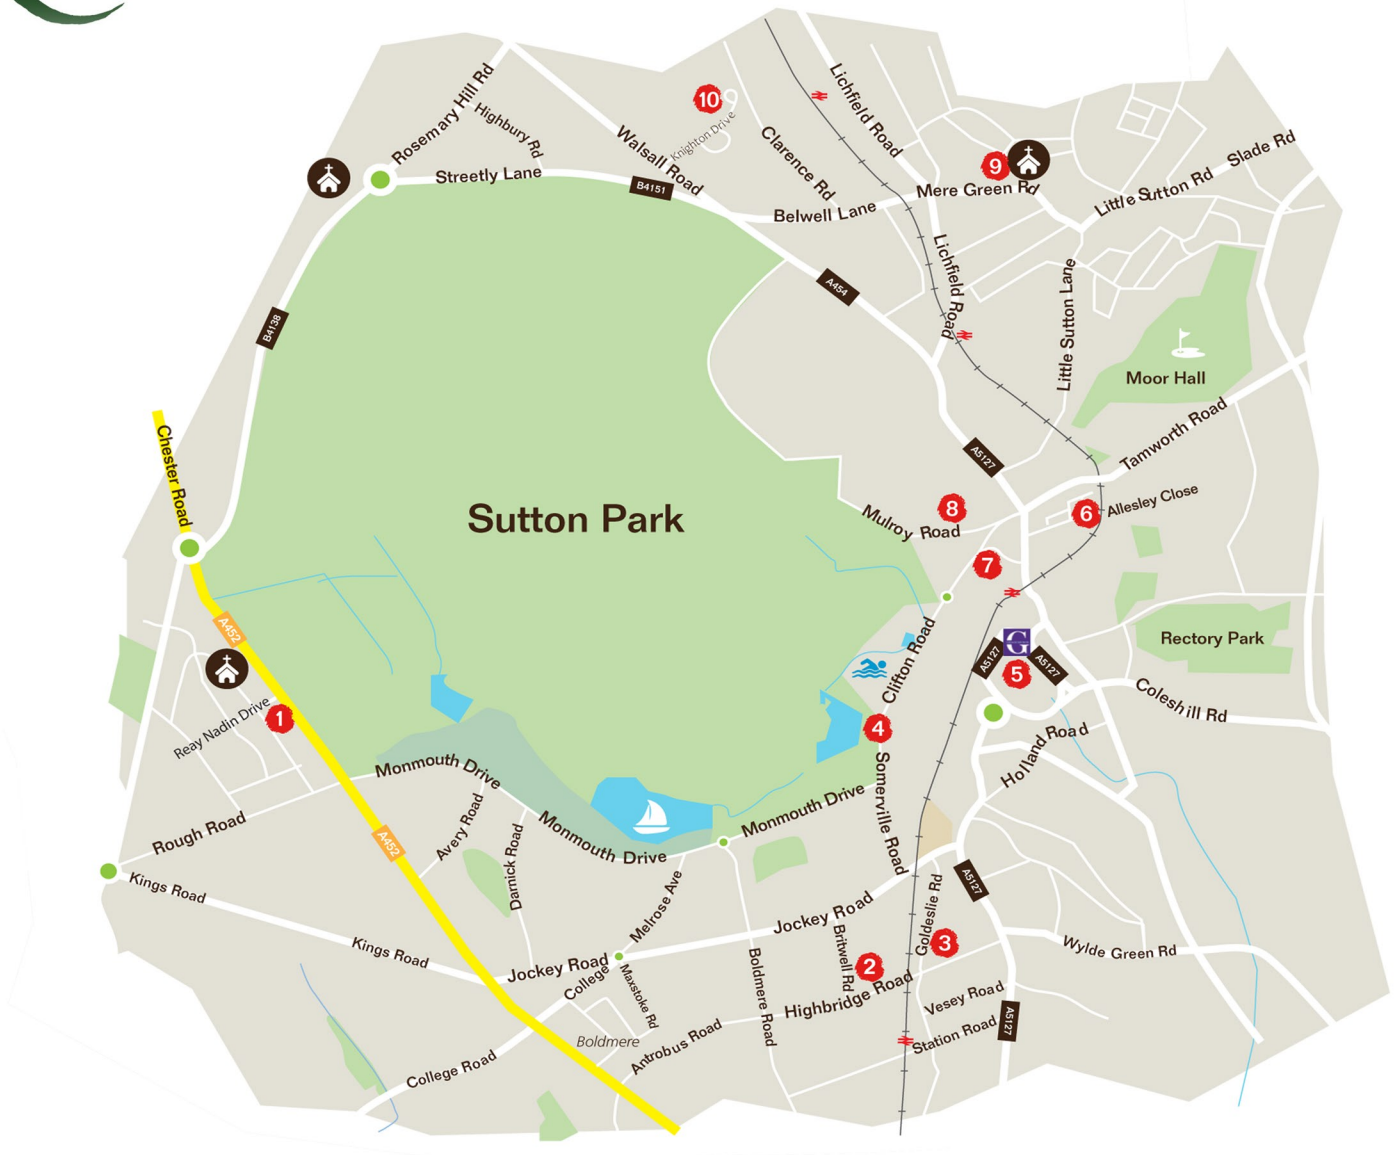 Rosemary Hill Rd
Highbury Rd
Streetly Lane
B4151
Walsall Road
10
Knighton Drive
Clarence Rd
Lichfield Road
Belwell Lane
9
Mere Green Rd
Little Sutton Rd
Slade Rd
Lichfield Road
A454
Little Sutton Lane
B4138
Moor Hall
Chester Road
A5127
Tamworth Road
Allesley Close
Sutton Park
Mulroy Road
8
6
7
A452
G
A5127
A5127
5
Rectory Park
Clifton Road
Coleshill Rd
Reay Nadin Drive
1
4
Holland Road
Monmouth Drive
Monmouth Drive
Monmouth Drive
Somerville Road
Rough Road
A452
Avery Road
Darnick Road
Kings Road
Kings Road
Melrose Ave
Jockey Road
Jockey Road
A5127
Goldeslie Rd
3
Britwell Rd
2
Wylde Green Rd
College
Maxstoke Rd
Boldmere Road
Highbridge Road
Vesey Road
A5127
Station Road
Boldmere
Antrobus Road
College Road